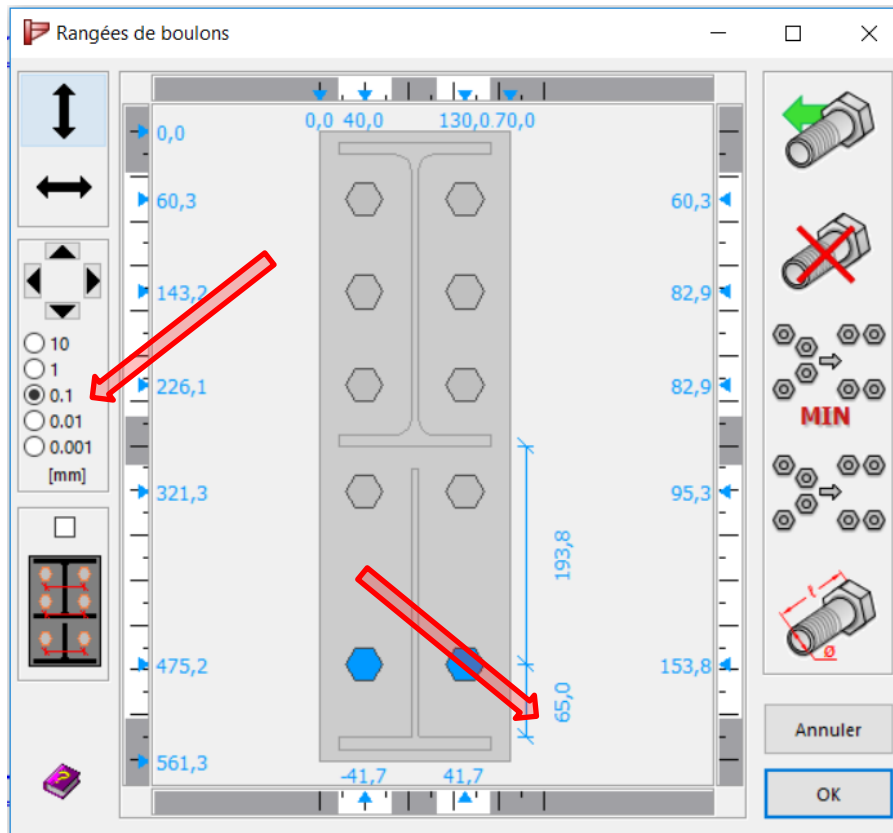 Rangées de boulons
0,0 40,0 130,0.70,0
0,0
60,3 60,3
143,2 82,9
10
1
0.1
0.01
0.001
[mm]
226,1 82,9
MIN
321,3 95,3
193,8
ℓ
ø
475,2 153,8
65,0
561,3
-41,7 41,7
?
Annuler
OK